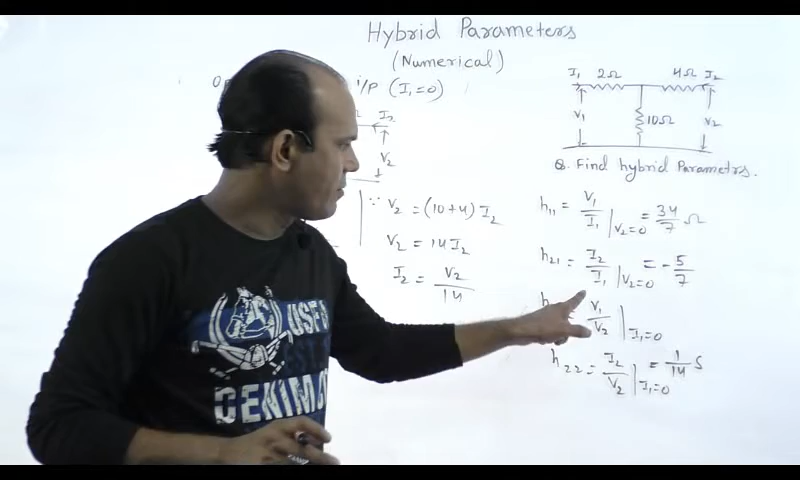 Hybrid Parameters
(Numerical)
i/P (I₁=0)
I₂
V₂
∵ V₂ = (10+4) I₂
V₂ = 14 I₂
I₂ = V₂/14
I₁ 2Ω 4Ω I₂
V₁ 10Ω V₂
Q. Find hybrid Parametrs.
h₁₁ = V₁/I₁ |V₂=0 = 34/7 Ω
h₂₁ = I₂/I₁ |V₂=0 = -5/7
h V₁/V₂ |I₁=0
h₂₂ = I₂/V₂ |I₁=0 = 1/14 S
USFD
DENIM